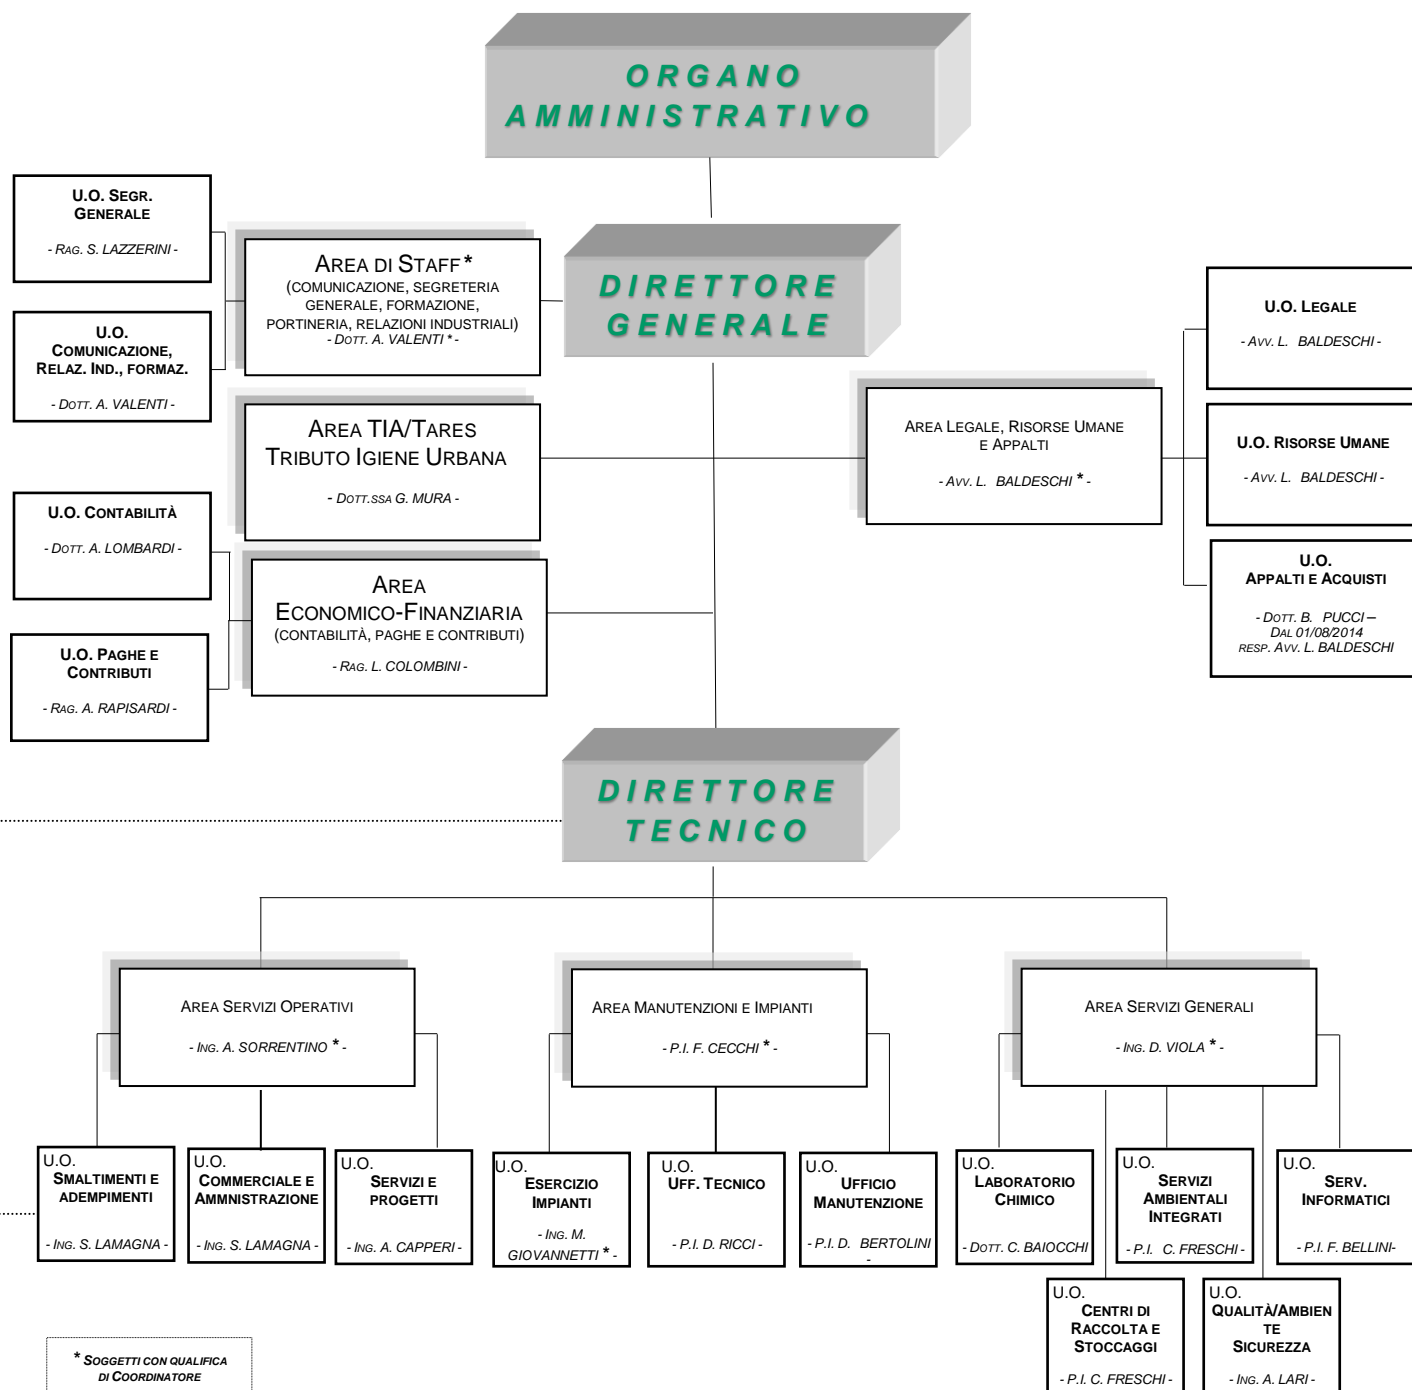 ORGANO
AMMINISTRATIVO
U.O. SEGR.
GENERALE
- RAG. S. LAZZERINI -
AREA DI STAFF*
(COMUNICAZIONE, SEGRETERIA
GENERALE, FORMAZIONE,
PORTINERIA, RELAZIONI INDUSTRIALI)
- DOTT. A. VALENTI * -
DIRETTORE
GENERALE
U.O.
COMUNICAZIONE,
RELAZ. IND., FORMAZ.
- DOTT. A. VALENTI -
U.O. LEGALE
- AVV. L. BALDESCHI -
AREA TIA/TARES
TRIBUTO IGIENE URBANA
- DOTT.SSA G. MURA -
AREA LEGALE, RISORSE UMANE
E APPALTI
- AVV. L. BALDESCHI * -
U.O. RISORSE UMANE
- AVV. L. BALDESCHI -
U.O. CONTABILITÀ
- DOTT. A. LOMBARDI -
AREA
ECONOMICO-FINANZIARIA
(CONTABILITÀ, PAGHE E CONTRIBUTI)
- RAG. L. COLOMBINI -
U.O.
APPALTI E ACQUISTI
- DOTT. B. PUCCI –
DAL 01/08/2014
RESP. AVV. L. BALDESCHI
U.O. PAGHE E
CONTRIBUTI
- RAG. A. RAPISARDI -
DIRETTORE
TECNICO
AREA SERVIZI OPERATIVI
- ING. A. SORRENTINO * -
AREA MANUTENZIONI E IMPIANTI
- P.I. F. CECCHI * -
AREA SERVIZI GENERALI
- ING. D. VIOLA * -
U.O.
SMALTIMENTI E
ADEMPIMENTI
- ING. S. LAMAGNA -
U.O.
COMMERCIALE E
AMMNISTRAZIONE
- ING. S. LAMAGNA -
U.O.
SERVIZI E
PROGETTI
- ING. A. CAPPERI -
U.O.
ESERCIZIO
IMPIANTI
- ING. M.
GIOVANNETTI * -
U.O.
UFF. TECNICO
- P.I. D. RICCI -
U.O.
UFFICIO
MANUTENZIONE
- P.I. D. BERTOLINI
-
U.O.
LABORATORIO
CHIMICO
- DOTT. C. BAIOCCHI
U.O.
SERVIZI
AMBIENTALI
INTEGRATI
- P.I. C. FRESCHI -
U.O.
SERV.
INFORMATICI
- P.I. F. BELLINI-
U.O.
CENTRI DI
RACCOLTA E
STOCCAGGI
- P.I. C. FRESCHI -
U.O.
QUALITÀ/AMBIEN
TE
SICUREZZA
- ING. A. LARI -
* SOGGETTI CON QUALIFICA
DI COORDINATORE